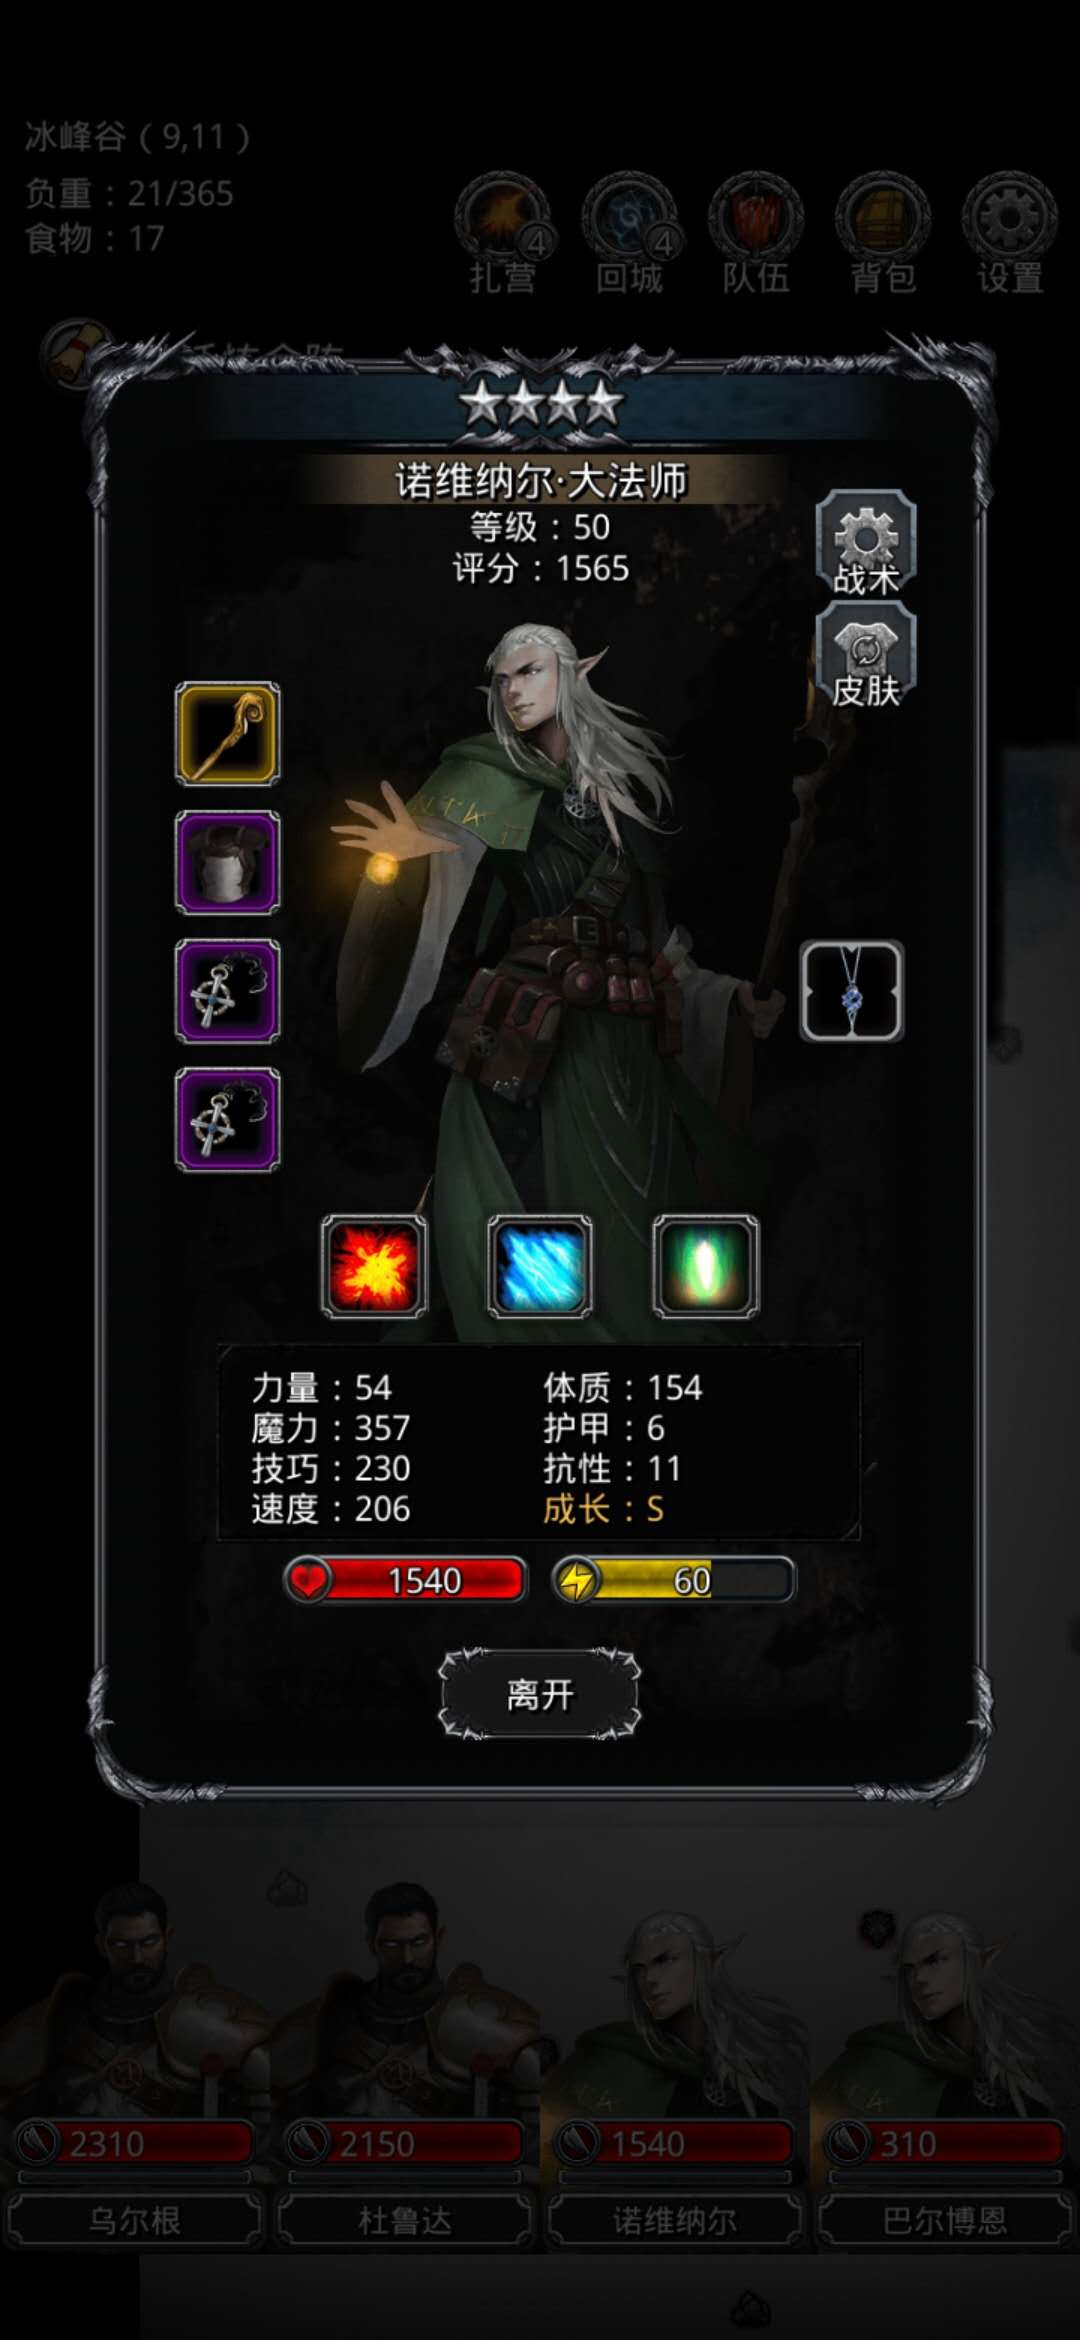 冰峰谷（9,11）
负重：21/365
食物：17
4
4
扎营
回城
队伍
背包
设置
诺维纳尔·大法师
等级：50
评分：1565
战术
皮肤
力量：54
体质：154
魔力：357
护甲：6
技巧：230
抗性：11
速度：206
成长：S
1540
60
离开
2310
2150
1540
310
乌尔根
杜鲁达
诺维纳尔
巴尔博恩